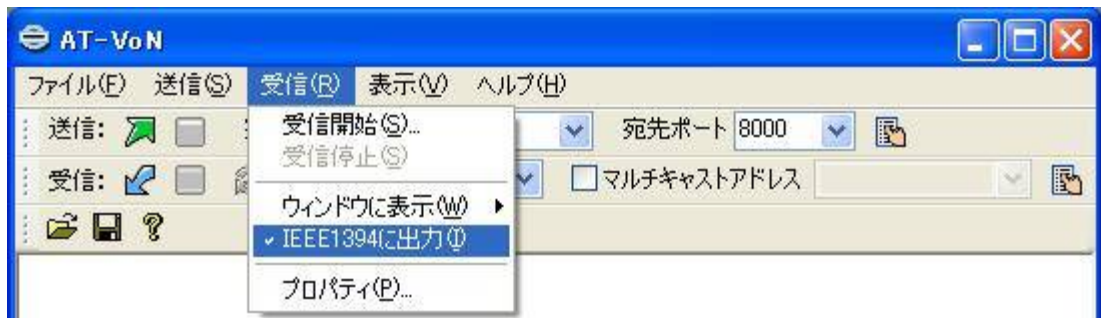 AT-VoN
ファイル(F) 送信(S) 受信(R) 表示(V) ヘルプ(H)
送信: 宛先ポート 8000
受信: マルチキャストアドレス
受信開始(S)...
受信停止(S)
ウィンドウに表示(W)
IEEE1394に出力(I)
プロパティ(P)...